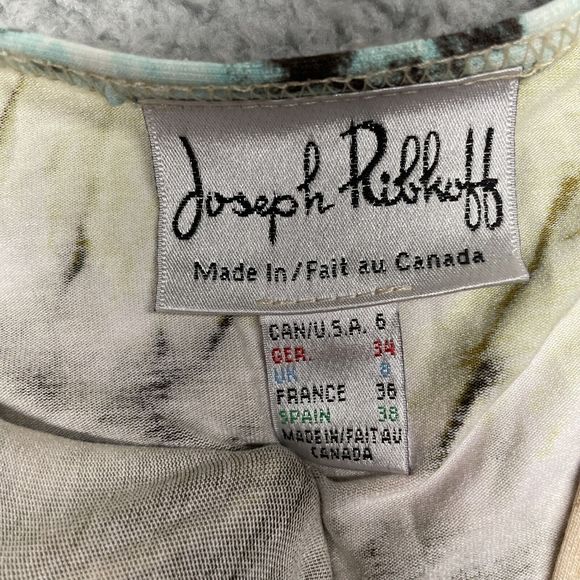 Joseph Ribkoff
Made In/Fait au Canada
CAN/U.S.A. 6
GER. 34
UK 8
FRANCE 36
SPAIN 38
MADE IN/FAIT AU
CANADA